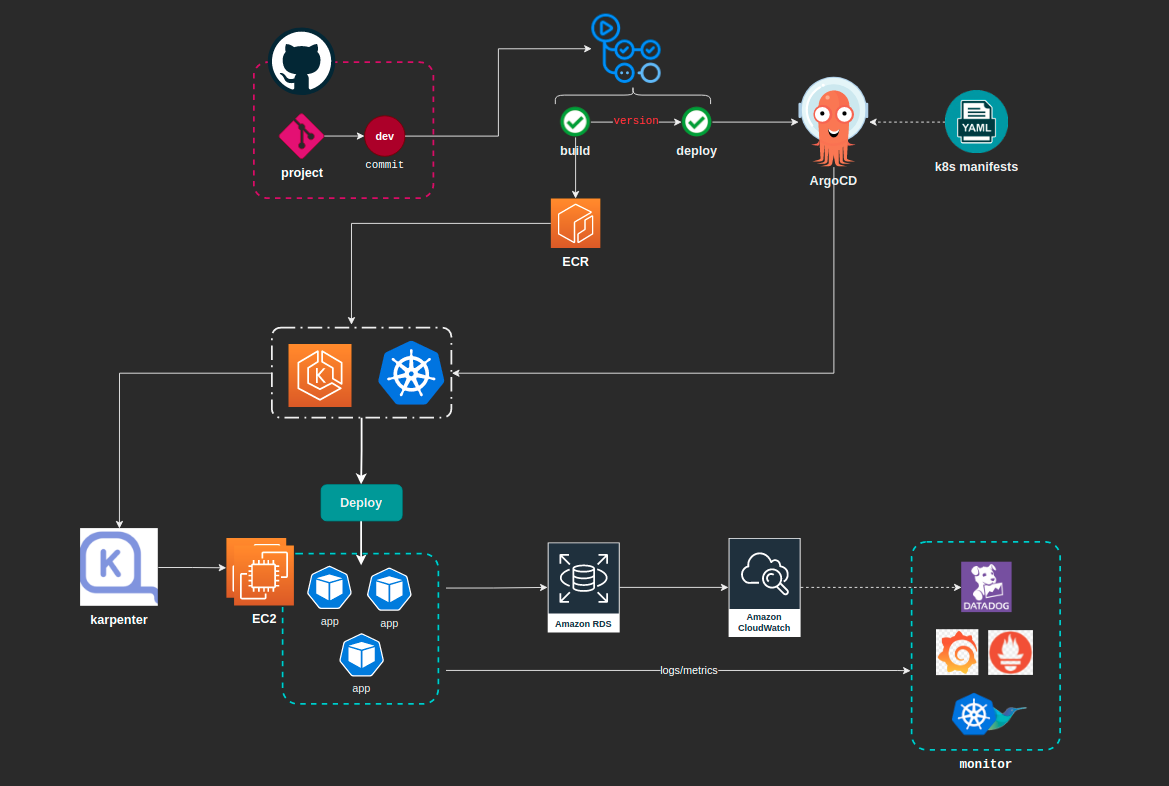 dev
commit
project
version
build
deploy
ArgoCD
YAML
k8s manifests
ECR
K
Deploy
K
karpenter
EC2
app
app
app
Amazon RDS
Amazon
CloudWatch
DATADOG
logs/metrics
monitor